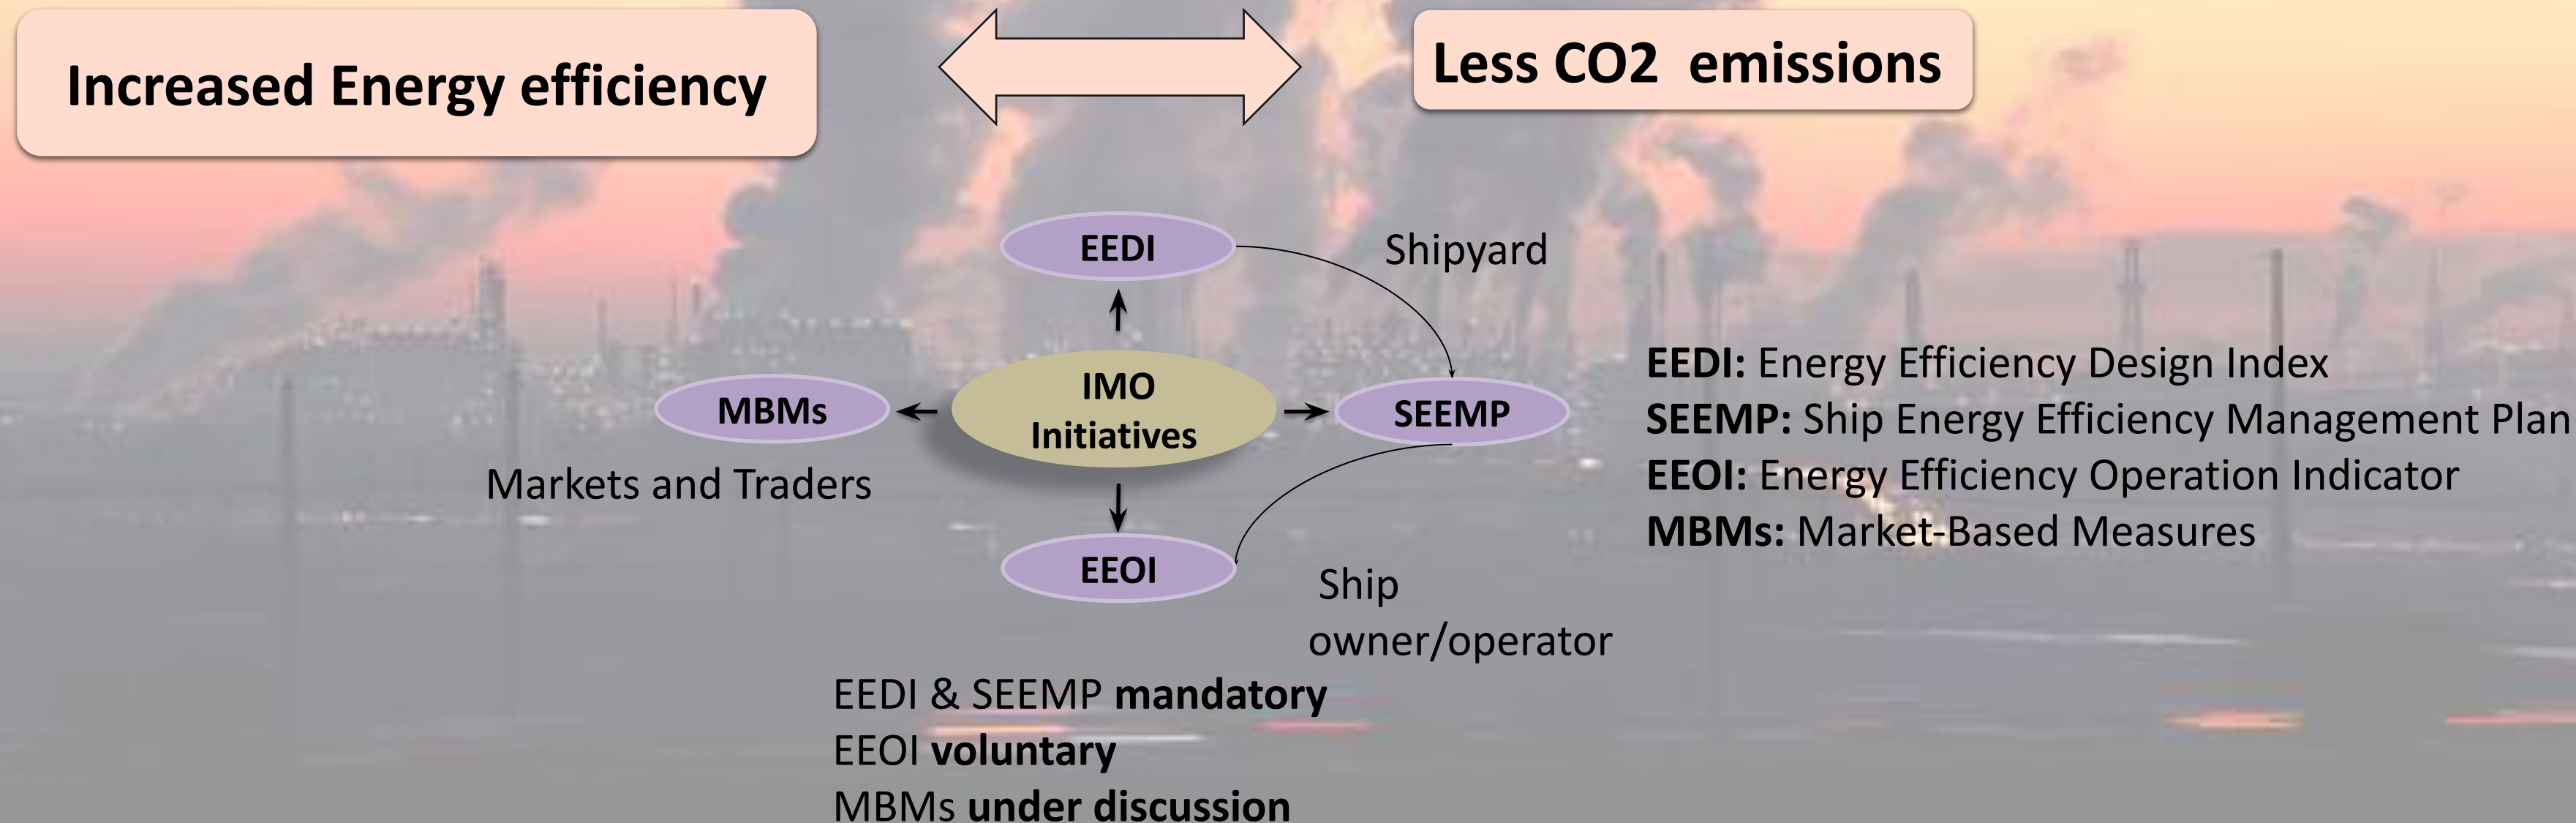 Increased Energy efficiency
Less CO2  emissions
EEDI
Shipyard
IMO
Initiatives
MBMs
SEEMP
Markets and Traders
EEOI
Ship
owner/operator
EEDI: Energy Efficiency Design Index
SEEMP: Ship Energy Efficiency Management Plan
EEOI: Energy Efficiency Operation Indicator
MBMs: Market-Based Measures
EEDI & SEEMP mandatory
EEOI voluntary
MBMs under discussion